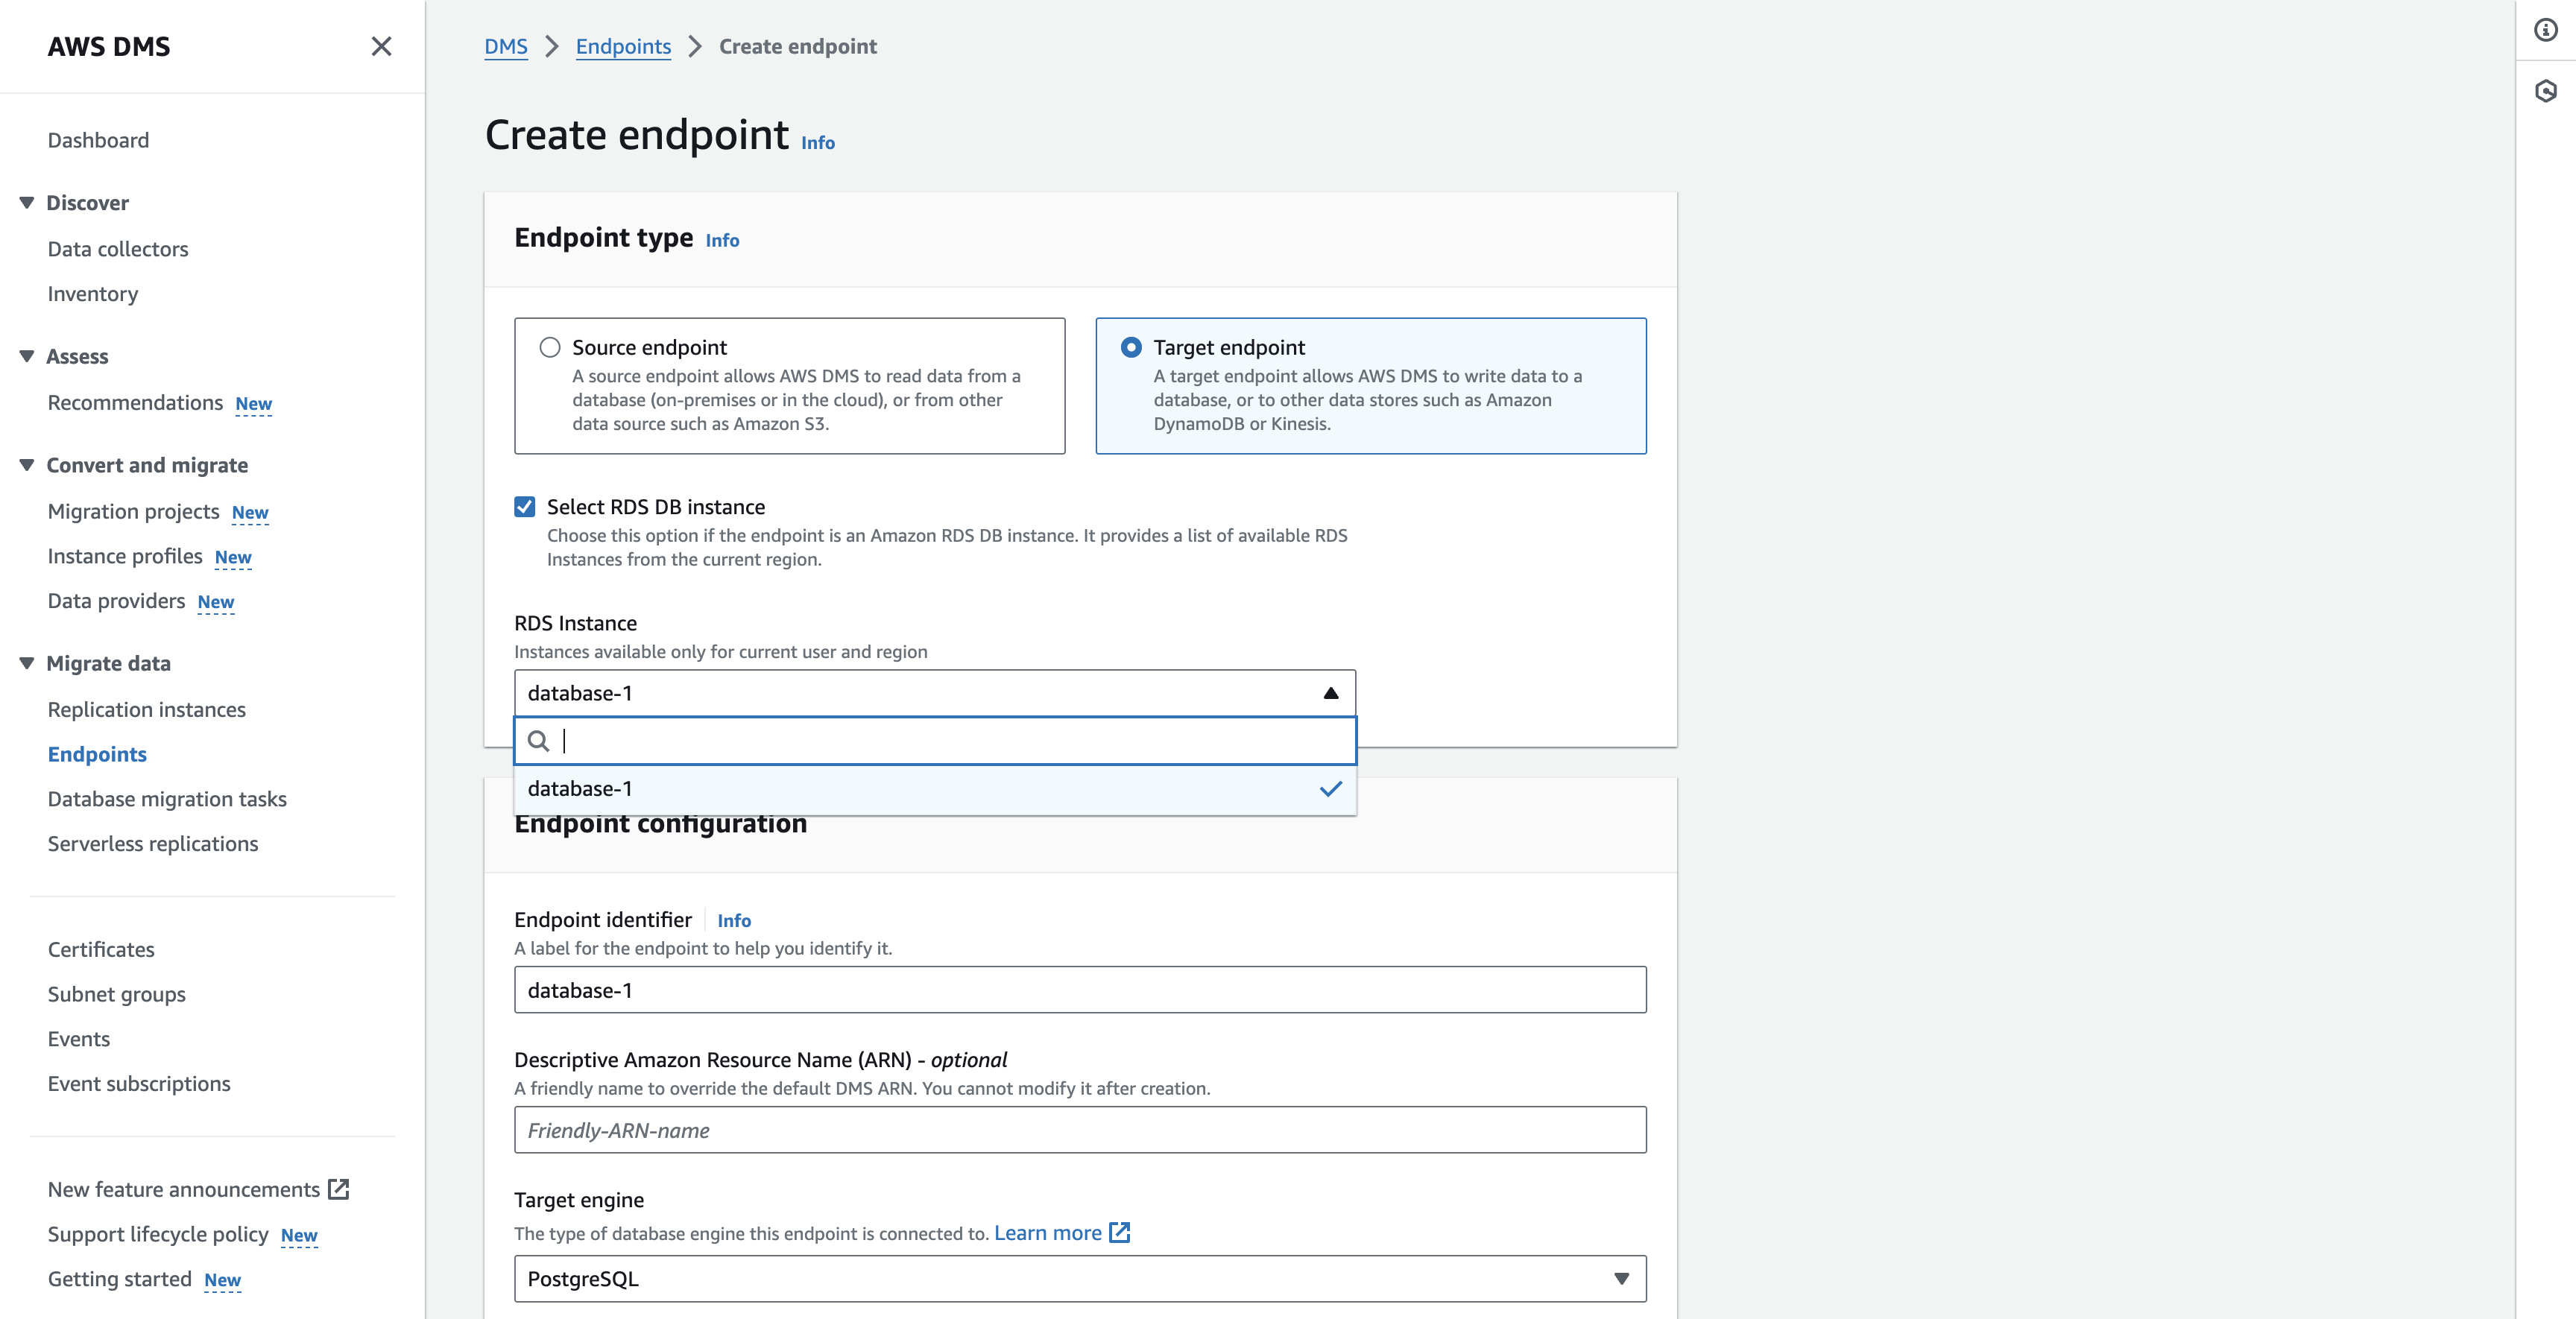 AWS DMS
Dashboard
Discover
Data collectors
Inventory
Assess
Recommendations New
Convert and migrate
Migration projects New
Instance profiles New
Data providers New
Migrate data
Replication instances
Endpoints
Database migration tasks
Serverless replications
Certificates
Subnet groups
Events
Event subscriptions
New feature announcements
Support lifecycle policy New
Getting started New
DMS Endpoints Create endpoint
Create endpoint Info
Endpoint type Info
Source endpoint
A source endpoint allows AWS DMS to read data from a
database (on-premises or in the cloud), or from other
data source such as Amazon S3.
Target endpoint
A target endpoint allows AWS DMS to write data to a
database, or to other data stores such as Amazon
DynamoDB or Kinesis.
Select RDS DB instance
Choose this option if the endpoint is an Amazon RDS DB instance. It provides a list of available RDS
Instances from the current region.
RDS Instance
Instances available only for current user and region
database-1
database-1
Endpoint configuration
Endpoint identifier Info
A label for the endpoint to help you identify it.
database-1
Descriptive Amazon Resource Name (ARN) - optional
A friendly name to override the default DMS ARN. You cannot modify it after creation.
Friendly-ARN-name
Target engine
The type of database engine this endpoint is connected to. Learn more
PostgreSQL